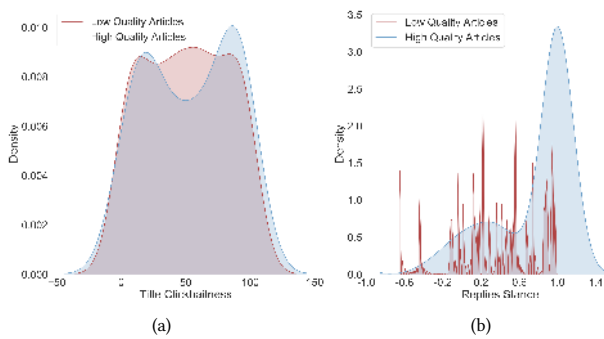 Low Quality Articles
High Quality Articles
0.010
0.008
0.006
0.004
0.002
0.000
Density
-50 0 50 100 150
Title Clickbaitness
(a)
Low Quality Articles
High Quality Articles
3.5
3.0
2.5
2.0
1.5
1.0
0.5
0.0
Density
-1.0 -0.6 -0.2 0.2 0.6 1.0 1.4
Replies Stance
(b)